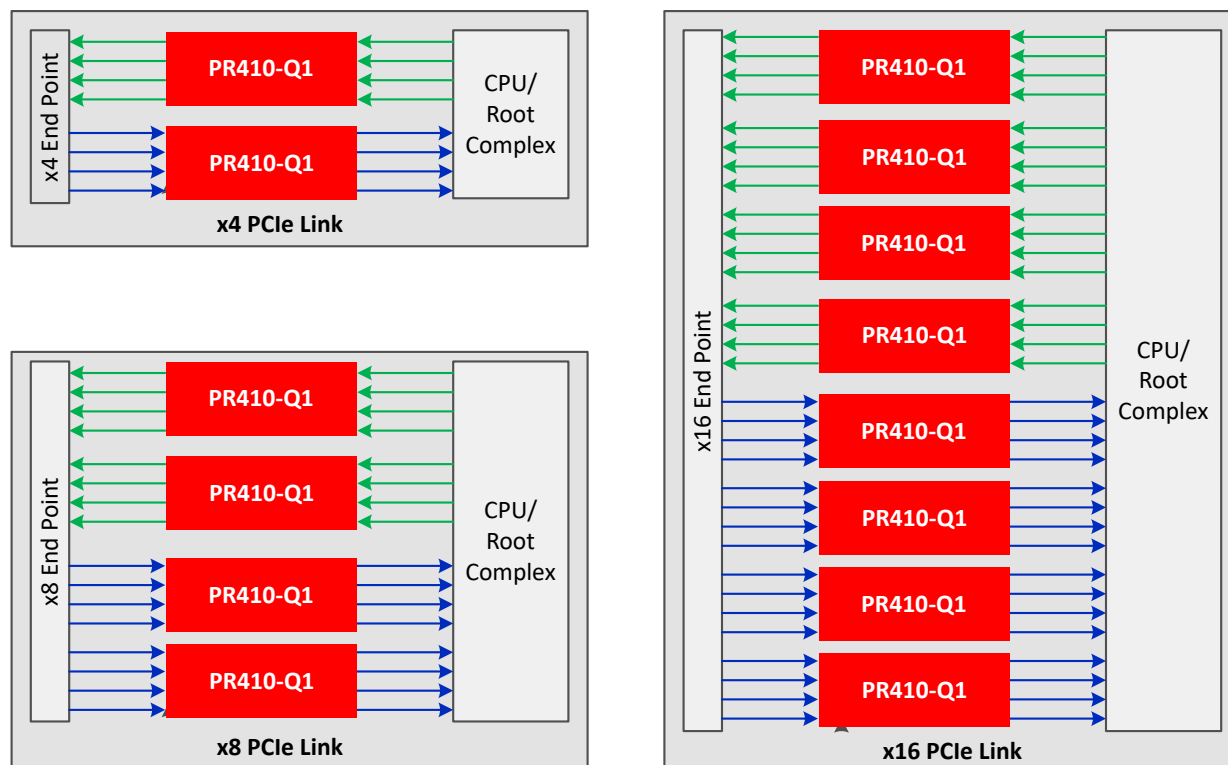 x4 End Point
PR410-Q1
PR410-Q1
CPU/
Root
Complex
x4 PCIe Link
x8 End Point
PR410-Q1
PR410-Q1
PR410-Q1
PR410-Q1
CPU/
Root
Complex
x8 PCIe Link
x16 End Point
PR410-Q1
PR410-Q1
PR410-Q1
PR410-Q1
PR410-Q1
PR410-Q1
PR410-Q1
PR410-Q1
CPU/
Root
Complex
x16 PCIe Link